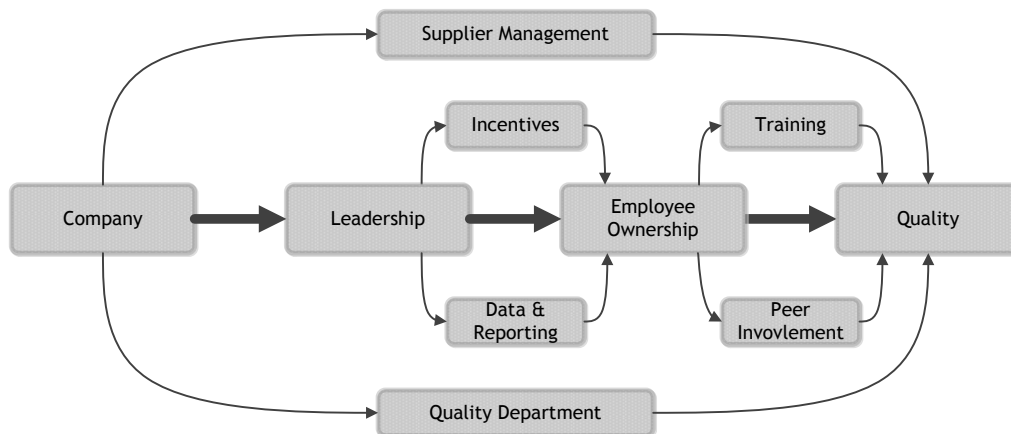 Supplier Management
Incentives
Training
Company
Leadership
Employee
Ownership
Quality
Data &
Reporting
Peer
Invovlement
Quality Department